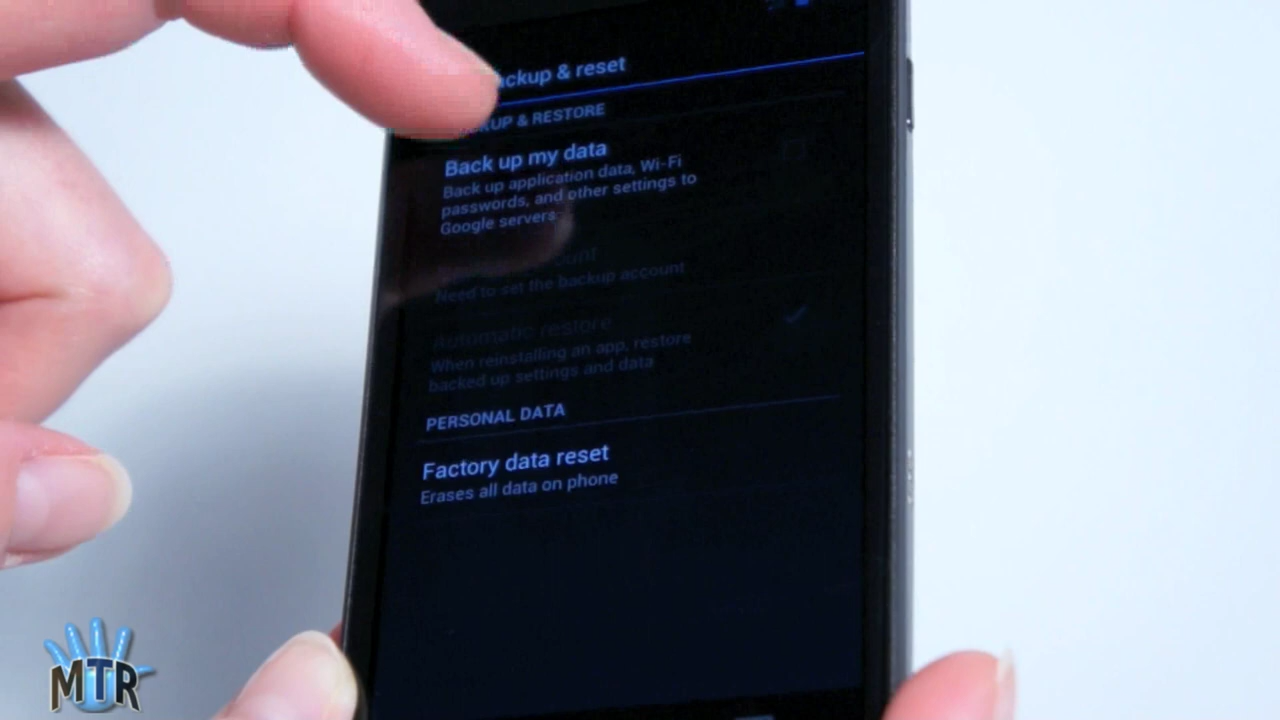 ackup & reset
KUP & RESTORE
Back up my data
Back up application data, Wi-Fi
passwords, and other settings to
Google servers
Need to set the backup account
Automatic restore
When reinstalling an app, restore
backed up settings and data
PERSONAL DATA
Factory data reset
Erases all data on phone
MTR